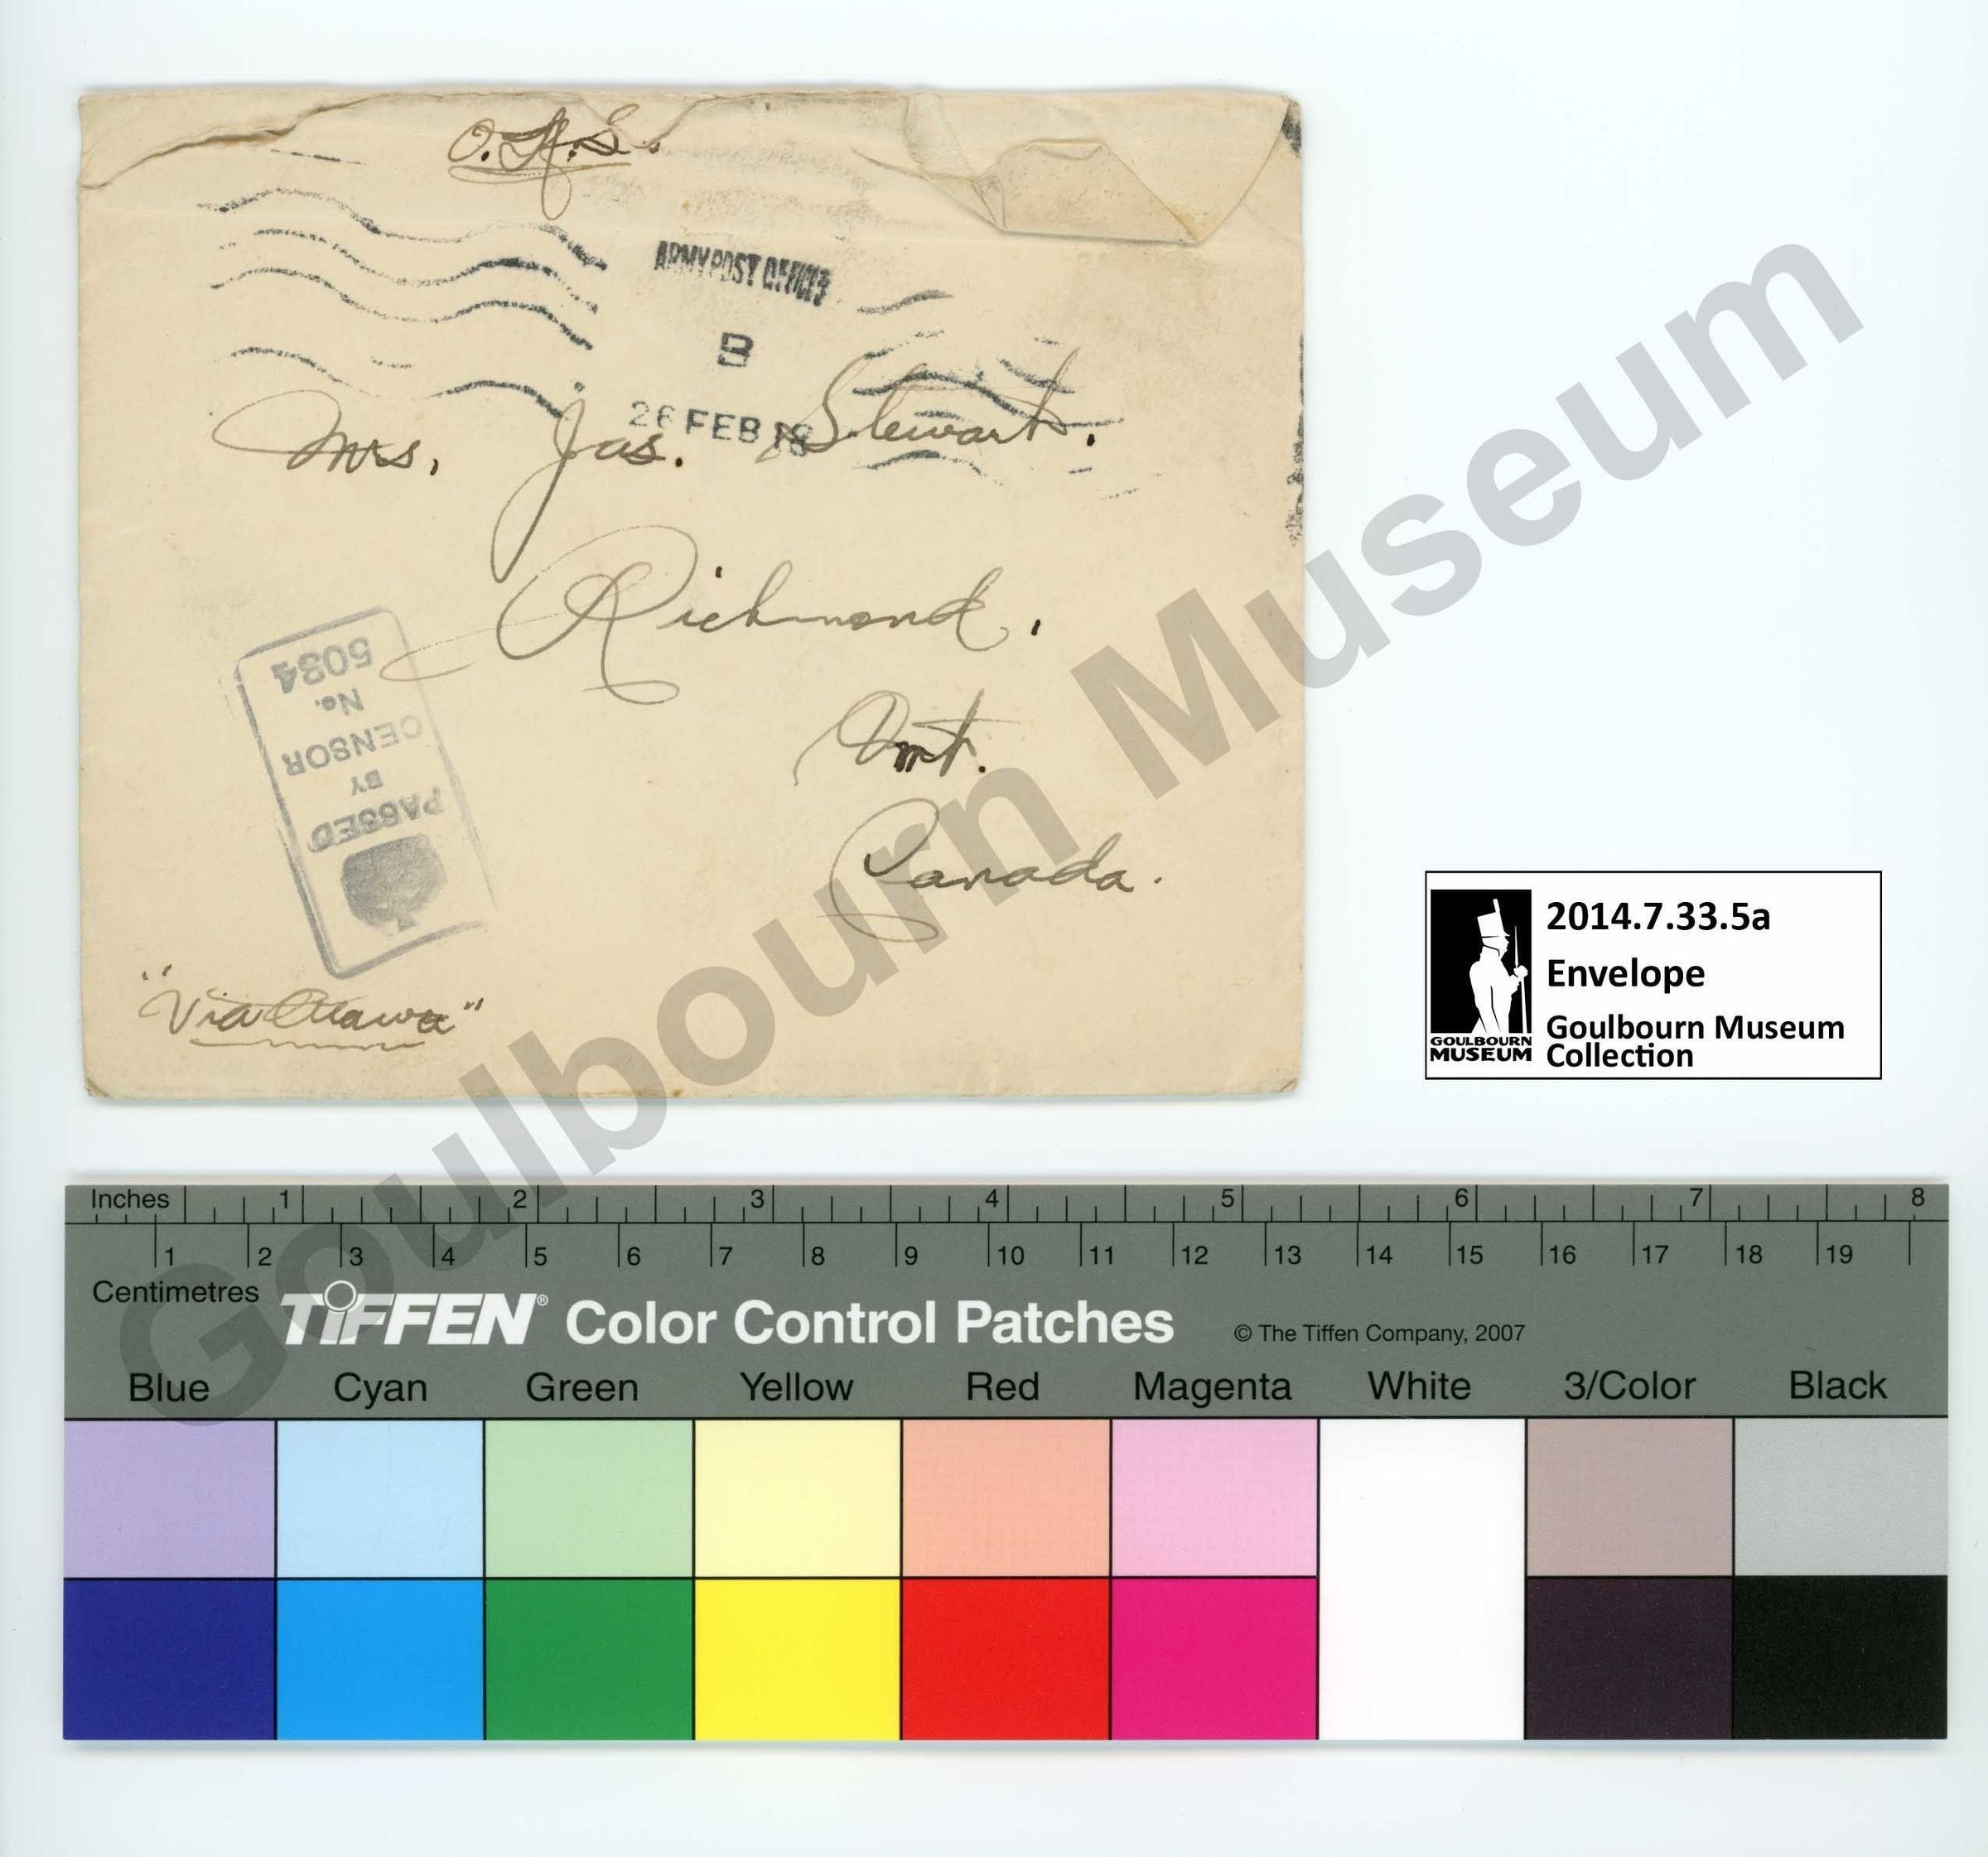 O.H.S.
ARMY POST OFFICE
B
26 FEB 18
Mrs. Jas. Stewart.
Richmond.
Ont.
Canada.
PASSED
BY
CENSOR
No.
5034
"Via Ottawa"
Goulbourn Museum
2014.7.33.5a
Envelope
Goulbourn Museum
Collection
GOULBOURN
MUSEUM
Inches 1 2 3 4 5 6 7 8
1 2 3 4 5 6 7 8 9 10 11 12 13 14 15 16 17 18 19
Centimetres
TIFFEN® Color Control Patches © The Tiffen Company, 2007
Blue Cyan Green Yellow Red Magenta White 3/Color Black